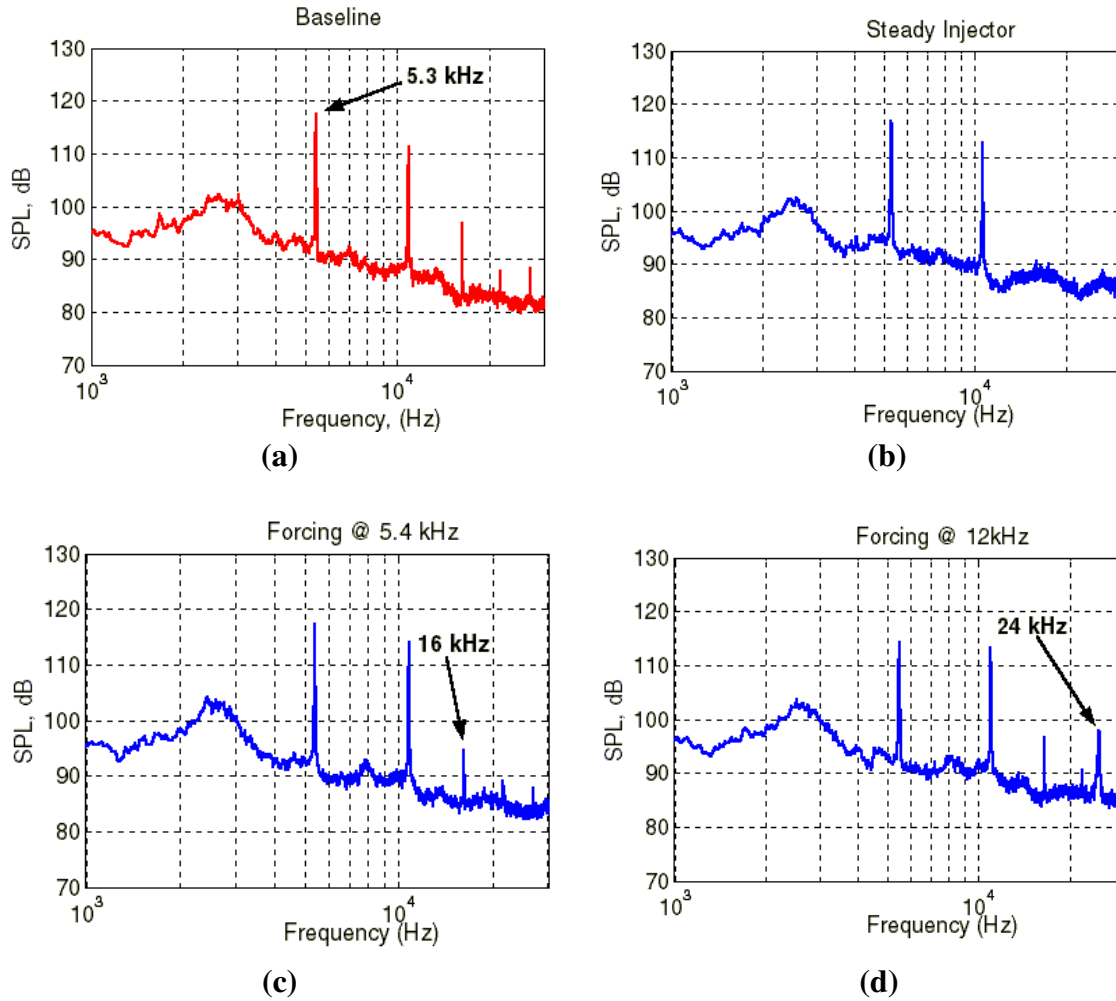 Baseline
130
120
110
100
90
80
70
SPL, dB
5.3 kHz
10³
10⁴
Frequency, (Hz)
(a)
Steady Injector
130
120
110
100
90
80
70
SPL, dB
10³
10⁴
Frequency (Hz)
(b)
Forcing @ 5.4 kHz
130
120
110
100
90
80
70
SPL, dB
16 kHz
10³
10⁴
Frequency (Hz)
(c)
Forcing @ 12kHz
130
120
110
100
90
80
70
SPL, dB
24 kHz
10³
10⁴
Frequency (Hz)
(d)